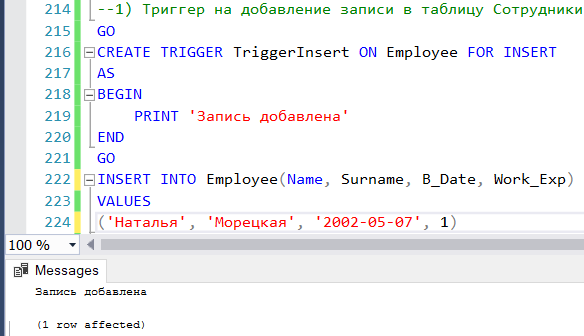 214 --1) Триггер на добавление записи в таблицу Сотрудники
215 GO
216 CREATE TRIGGER TriggerInsert ON Employee FOR INSERT
217 AS
218 BEGIN
219 PRINT 'Запись добавлена'
220 END
221 GO
222 INSERT INTO Employee(Name, Surname, B_Date, Work_Exp)
223 VALUES
224 ('Наталья', 'Морецкая', '2002-05-07', 1)
100 %
Messages
Запись добавлена
(1 row affected)